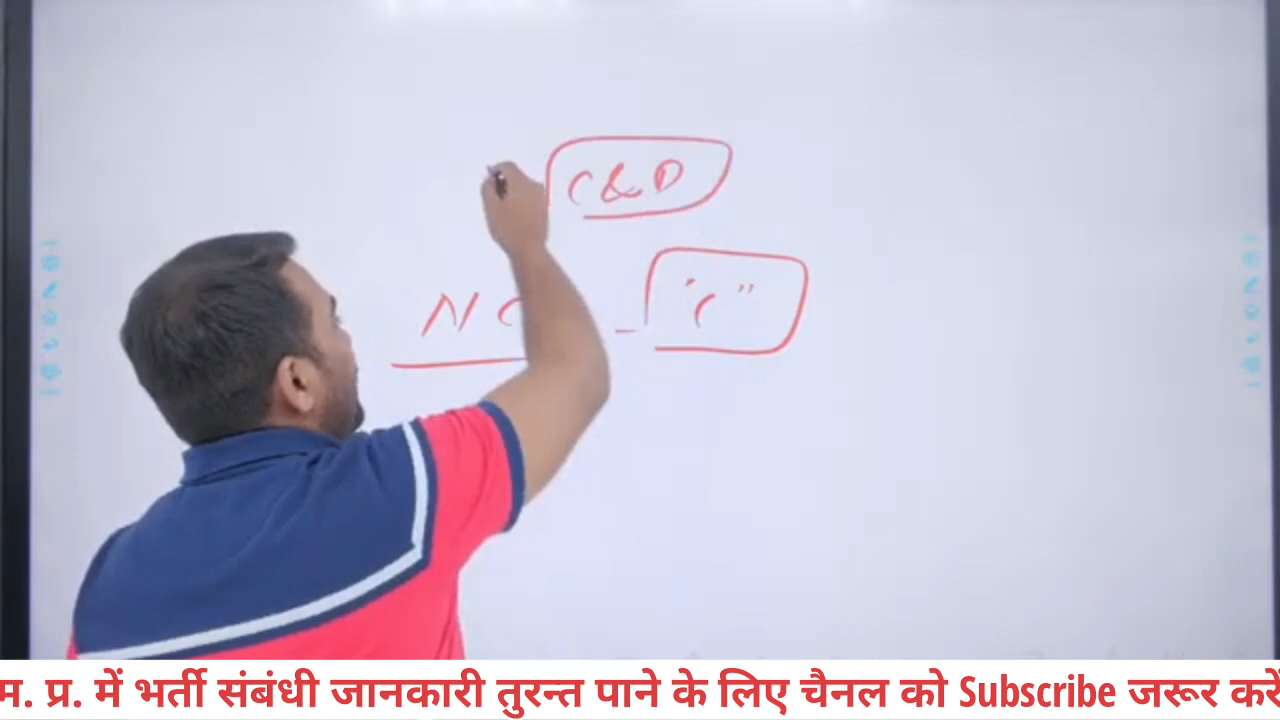 C&D
N C - "C"
म. प्र. में भर्ती संबंधी जानकारी तुरन्त पाने के लिए चैनल को Subscribe जरूर करें